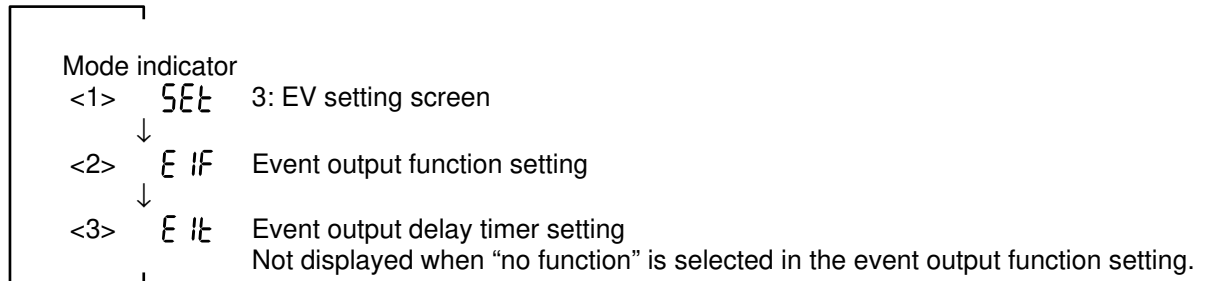 Mode indicator
<1> SEt 3: EV setting screen
↓
<2> E1F Event output function setting
↓
<3> E1t Event output delay timer setting
Not displayed when “no function” is selected in the event output function setting.